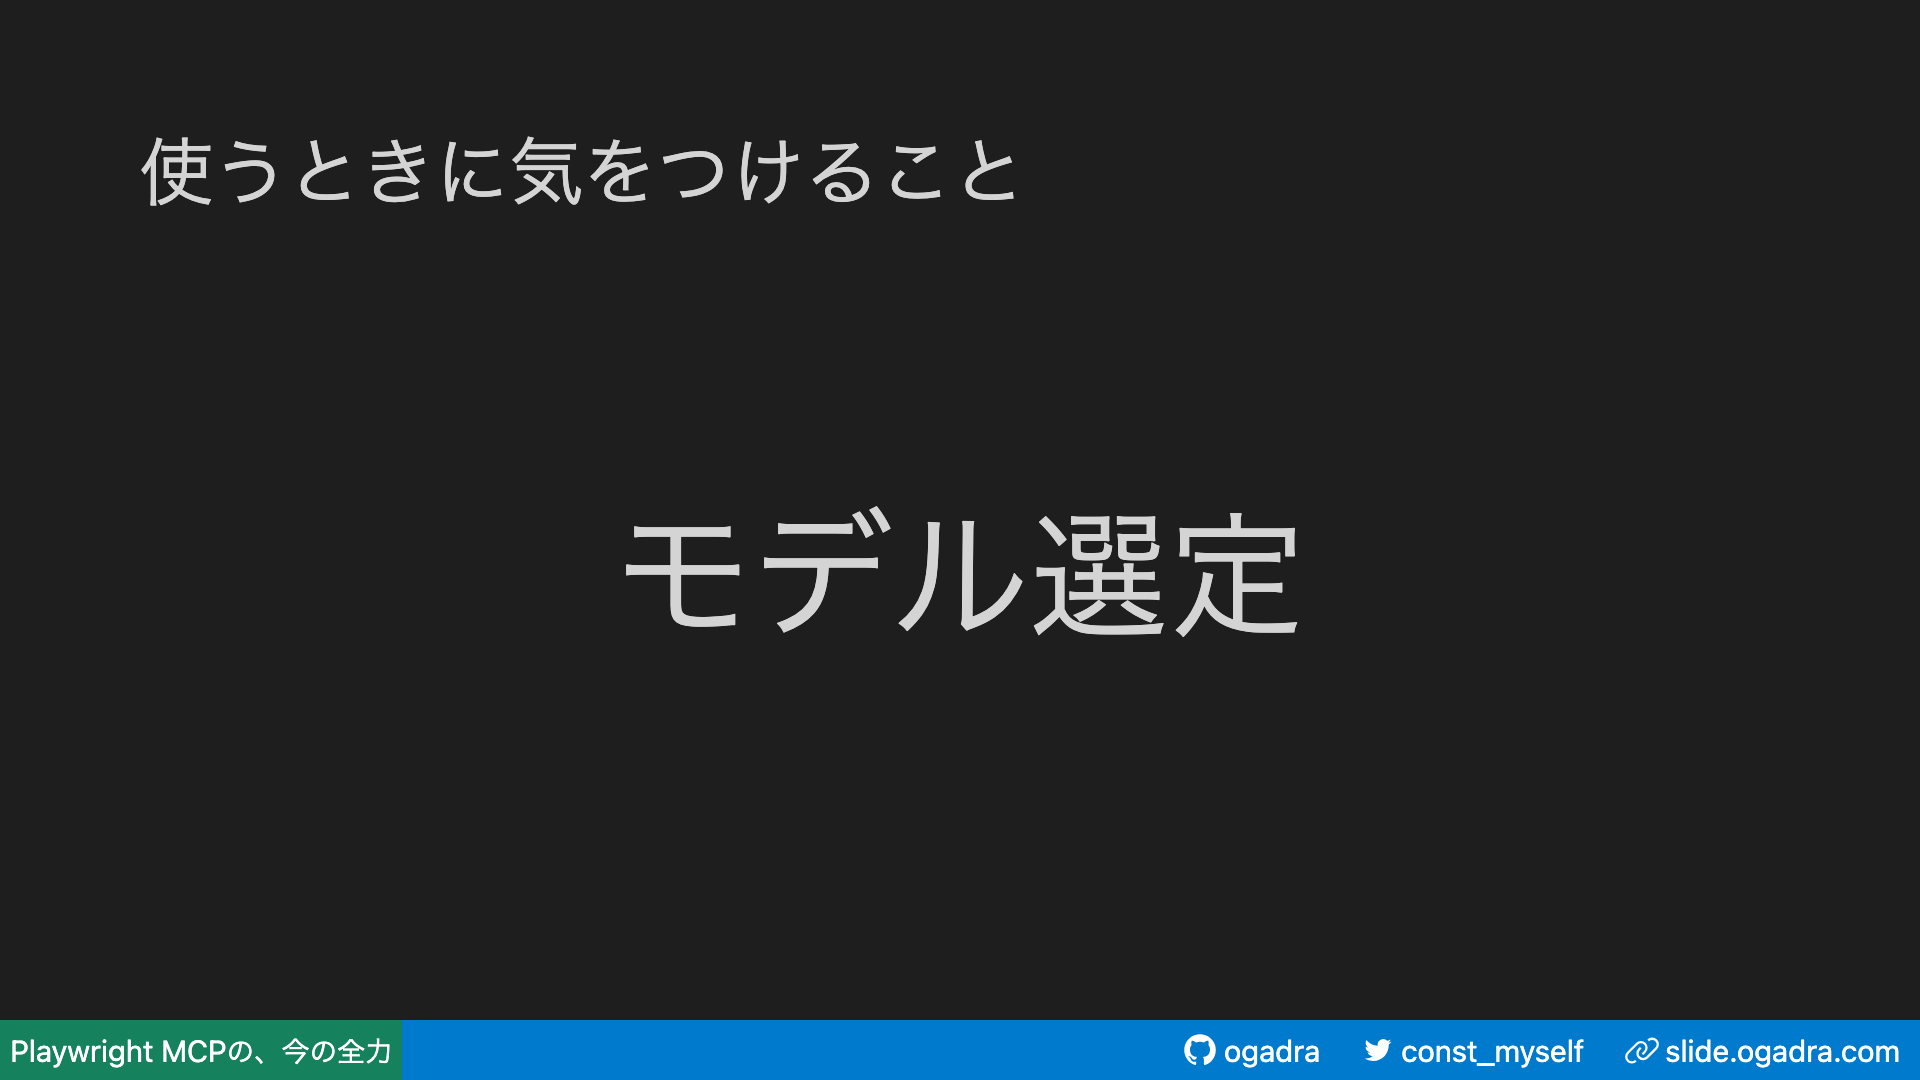 使うときに気をつけること
モデル選定
Playwright MCPの、今の全力
ogadra
const_myself
slide.ogadra.com